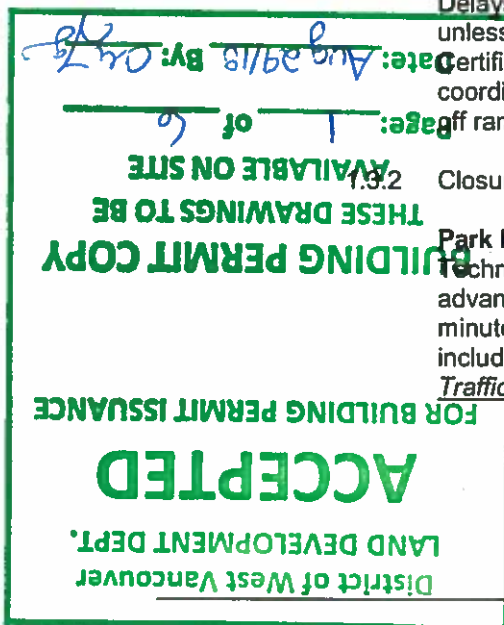 District of West Vancouver
LAND DEVELOPMENT DEPT.
ACCEPTED
FOR BUILDING PERMIT ISSUANCE
BUILDING PERMIT COPY
THESE DRAWINGS TO BE
AVAILABLE ON SITE
Page: 1 of 6
Date: Aug 29/18 By:
Delays
unless
Certifi
coordi
off ran
1.3.2 Closu
Park
Techn
advan
minute
includ
Traffic